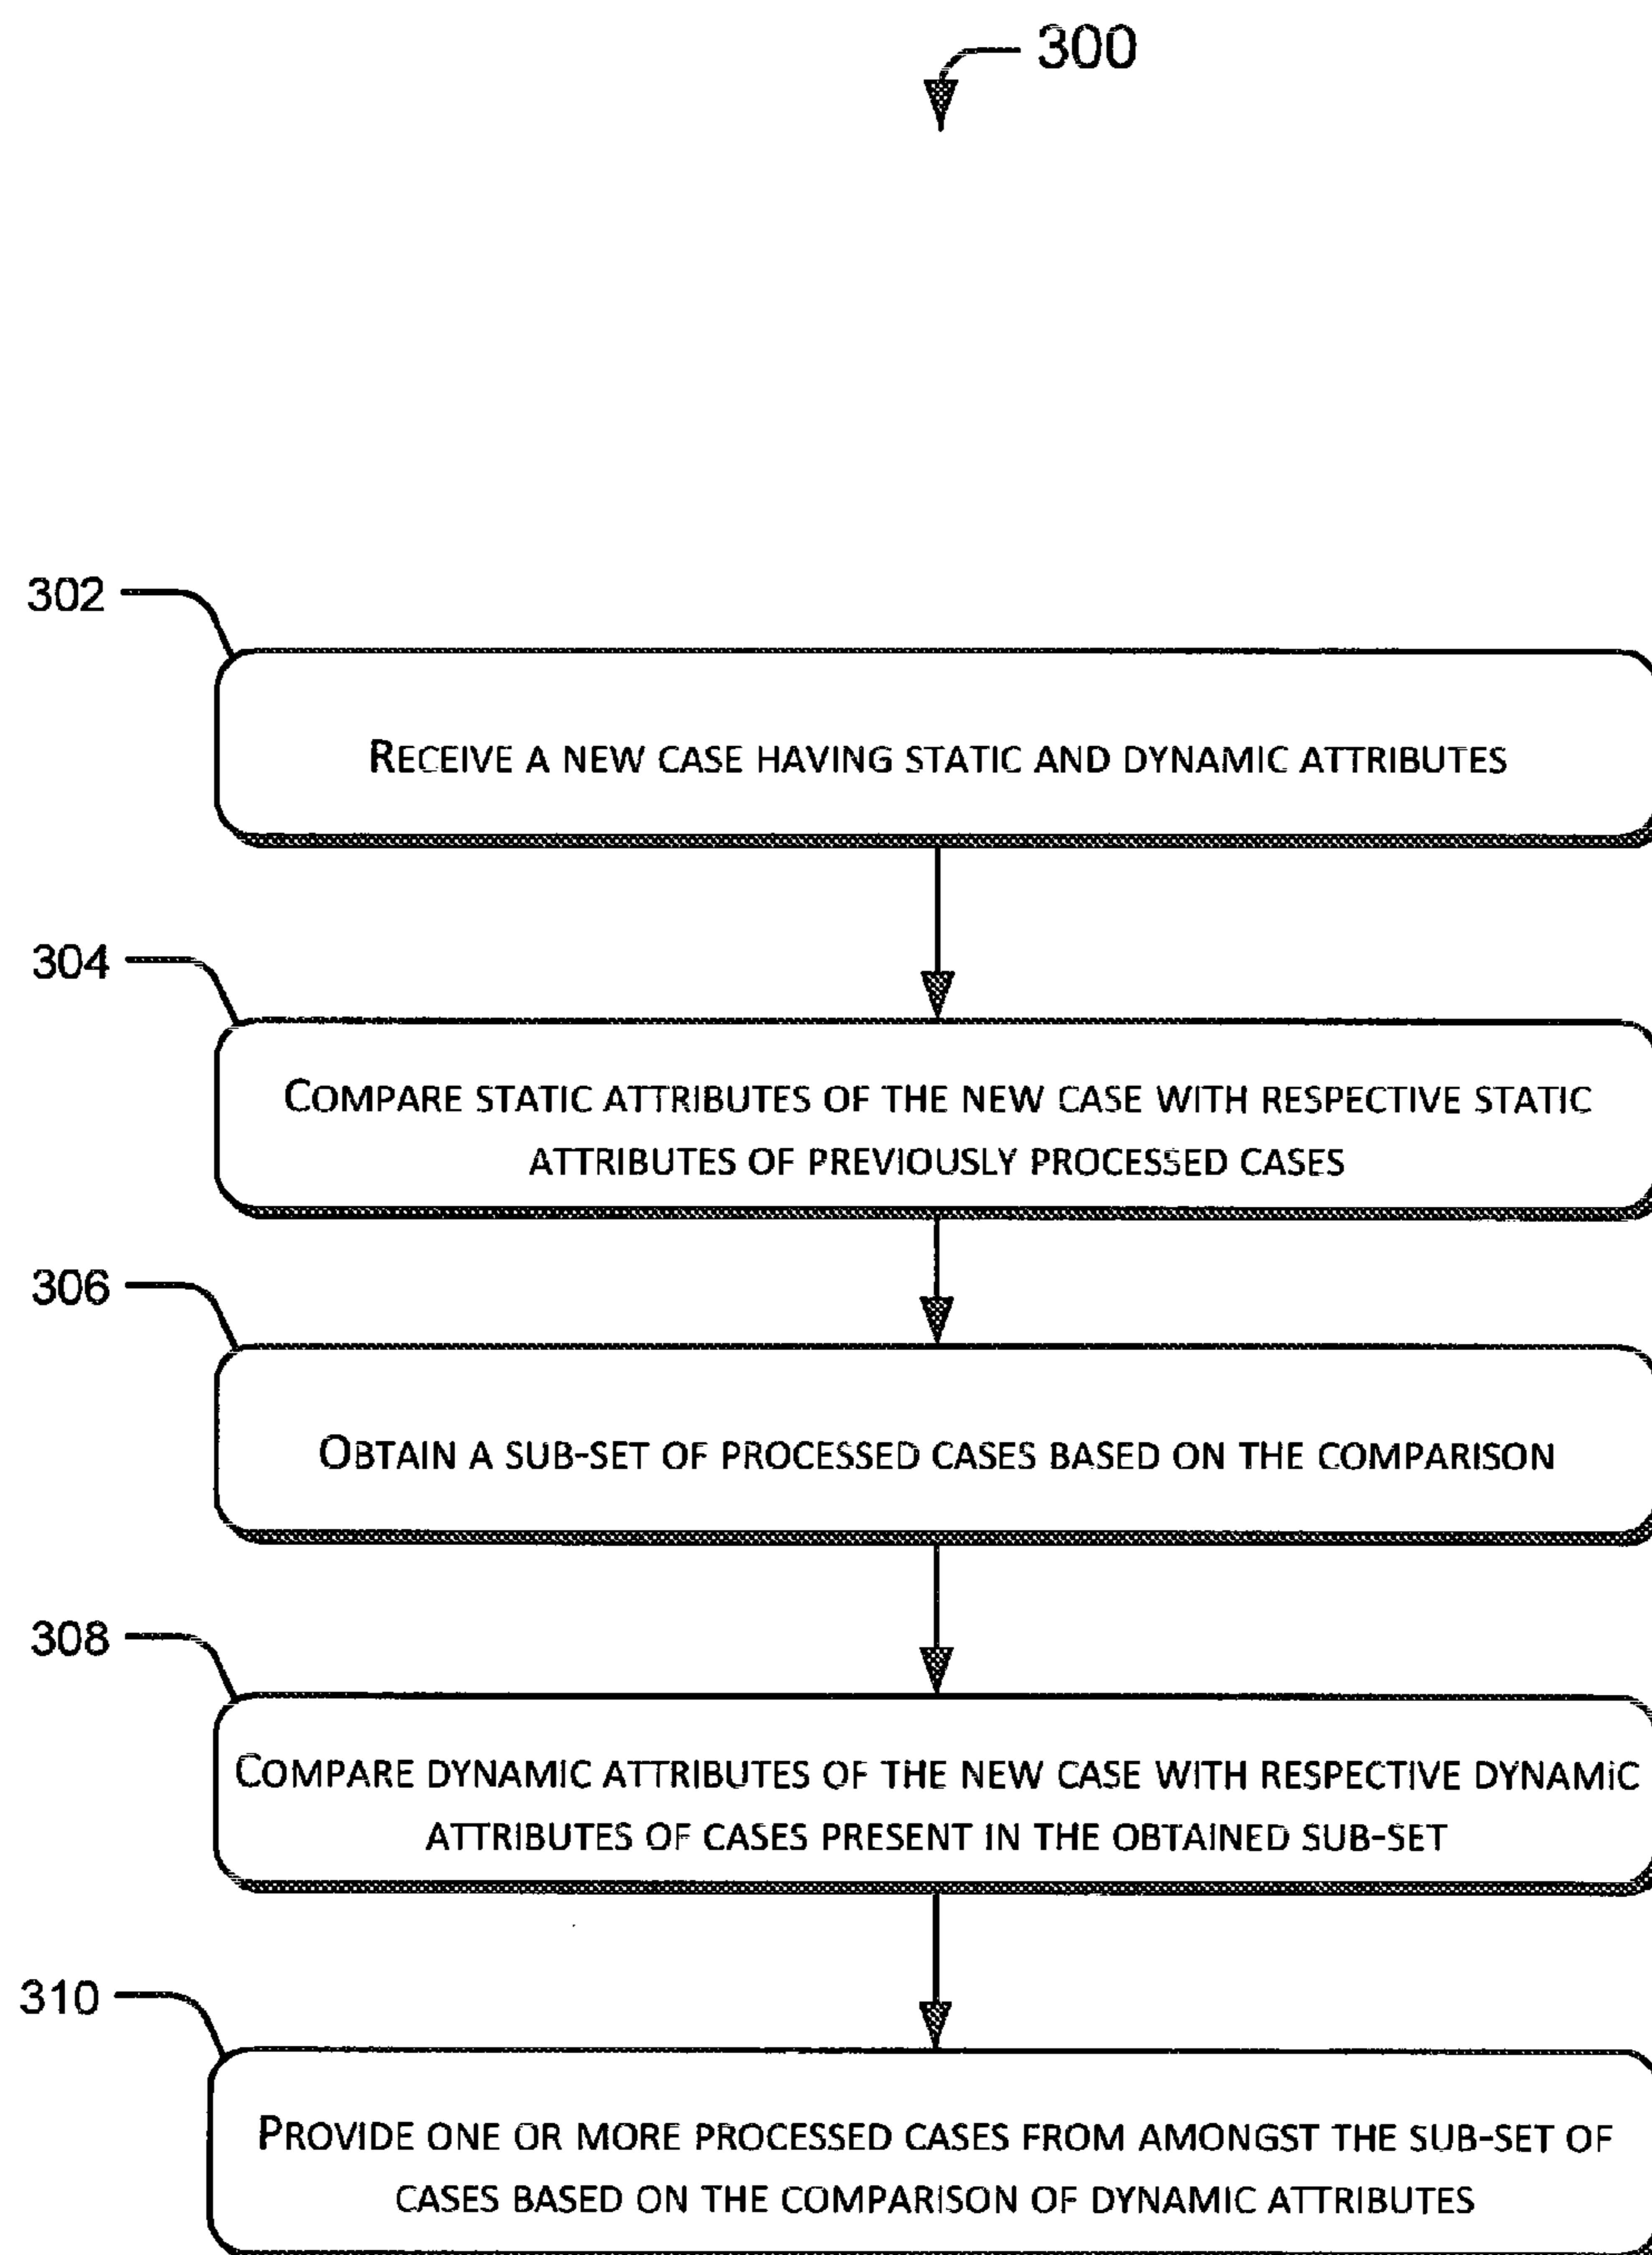 300
302
RECEIVE A NEW CASE HAVING STATIC AND DYNAMIC ATTRIBUTES
304
COMPARE STATIC ATTRIBUTES OF THE NEW CASE WITH RESPECTIVE STATIC
ATTRIBUTES OF PREVIOUSLY PROCESSED CASES
306
OBTAIN A SUB-SET OF PROCESSED CASES BASED ON THE COMPARISON
308
COMPARE DYNAMIC ATTRIBUTES OF THE NEW CASE WITH RESPECTIVE DYNAMIC
ATTRIBUTES OF CASES PRESENT IN THE OBTAINED SUB-SET
310
PROVIDE ONE OR MORE PROCESSED CASES FROM AMONGST THE SUB-SET OF
CASES BASED ON THE COMPARISON OF DYNAMIC ATTRIBUTES